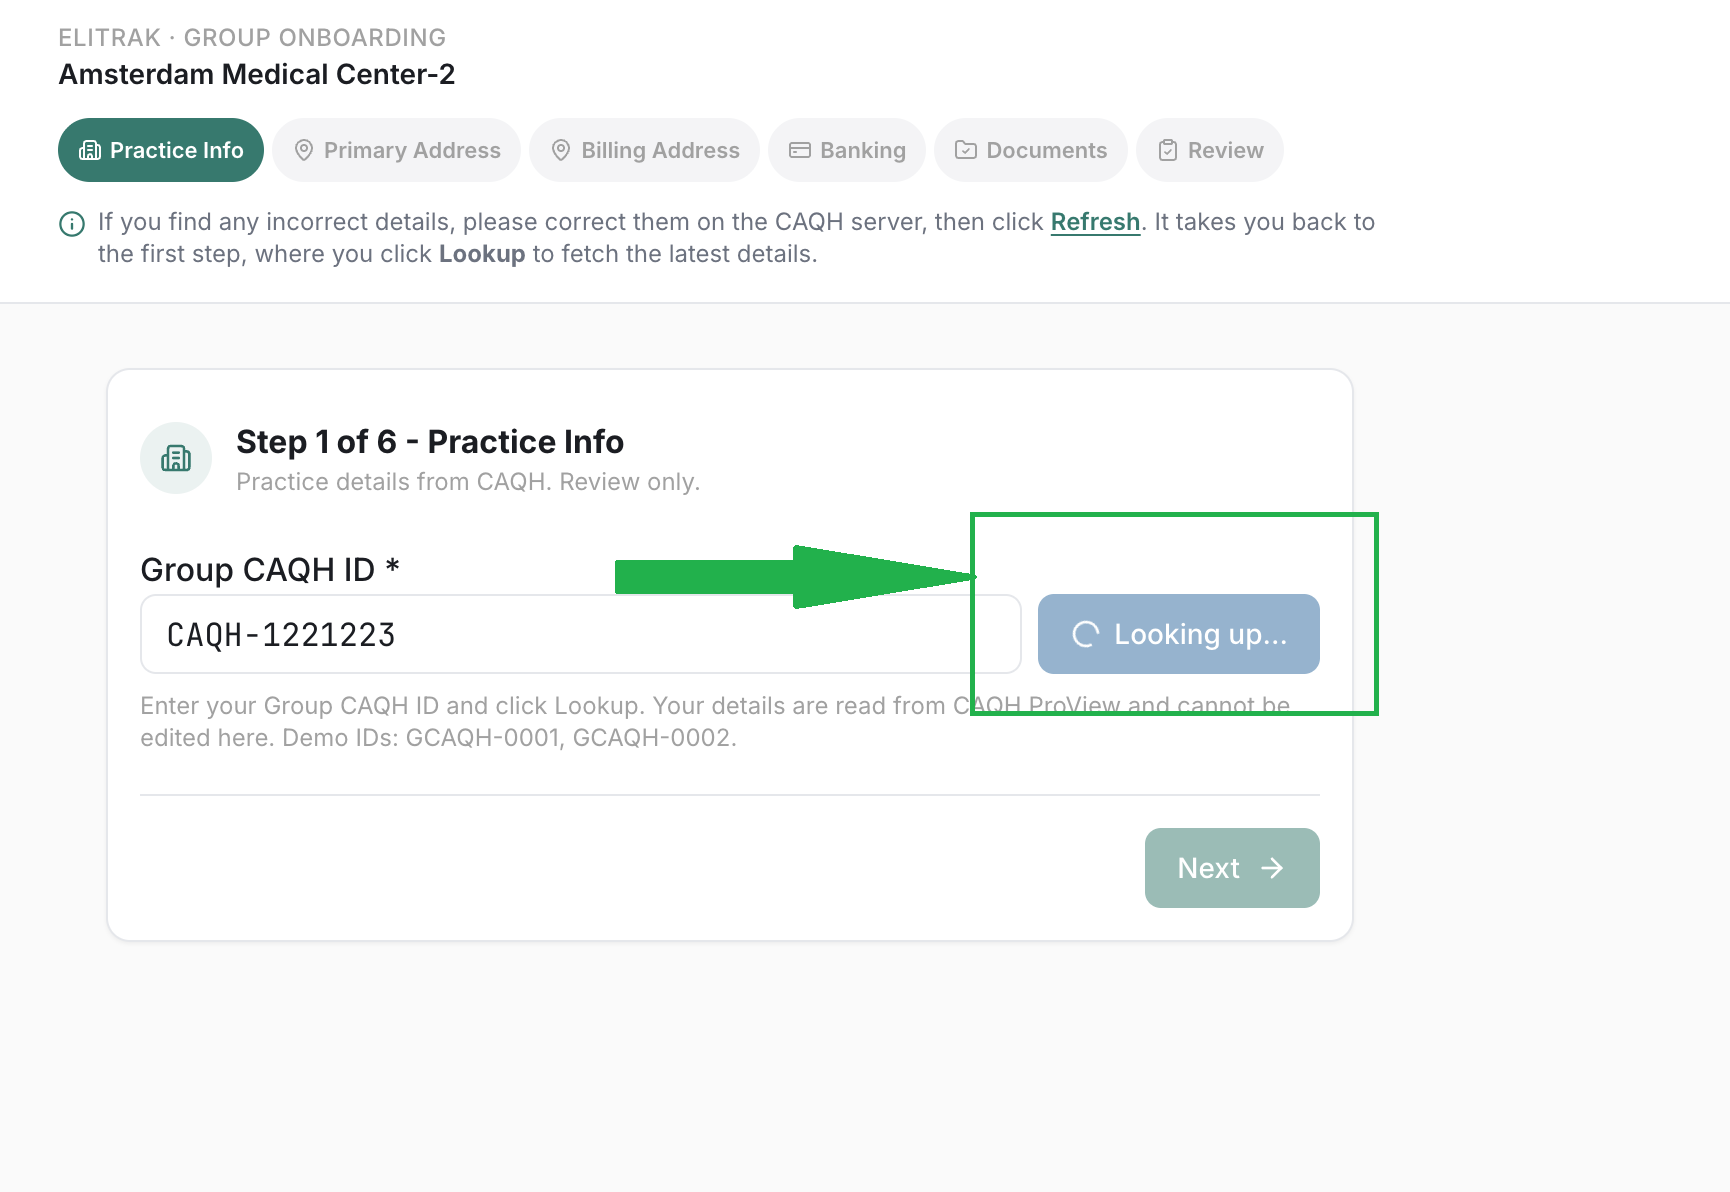 ELITRAK · GROUP ONBOARDING
Amsterdam Medical Center-2
Practice Info
Primary Address
Billing Address
Banking
Documents
Review
If you find any incorrect details, please correct them on the CAQH server, then click Refresh. It takes you back to
the first step, where you click Lookup to fetch the latest details.
Step 1 of 6 - Practice Info
Practice details from CAQH. Review only.
Group CAQH ID *
CAQH-1221223
Looking up...
Enter your Group CAQH ID and click Lookup. Your details are read from CAQH ProView and cannot be
edited here. Demo IDs: GCAQH-0001, GCAQH-0002.
Next